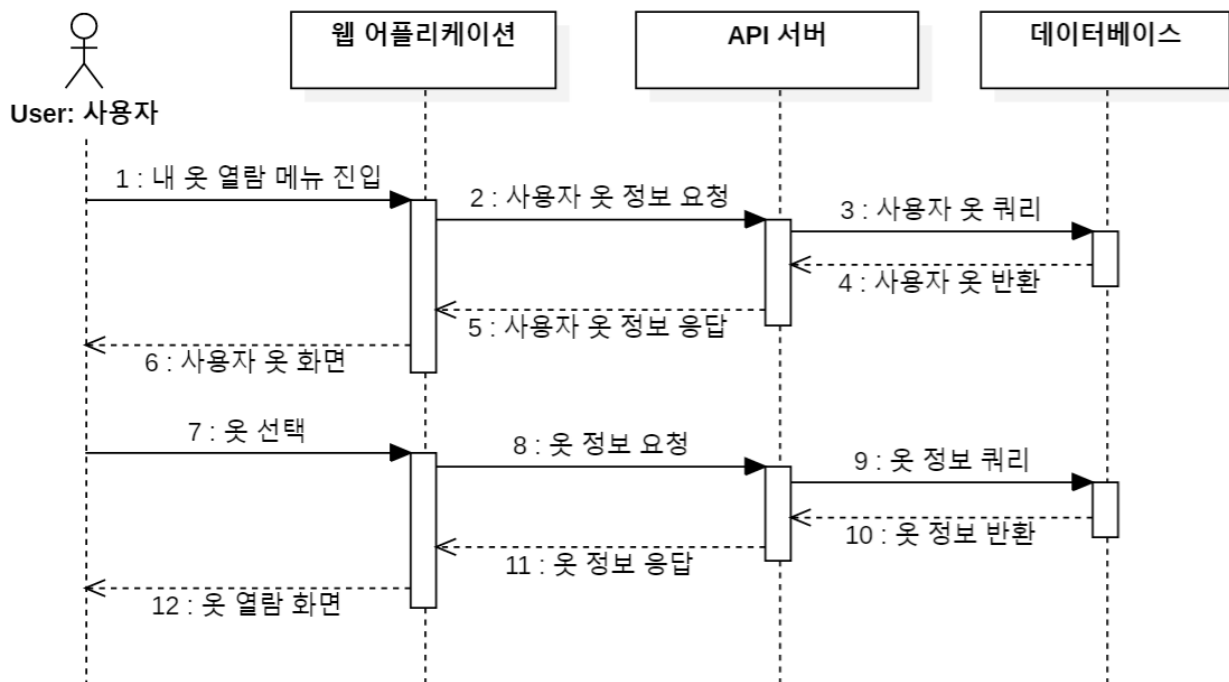 웹 어플리케이션
API 서버
데이터베이스
User: 사용자
1 : 내 옷 열람 메뉴 진입
2 : 사용자 옷 정보 요청
3 : 사용자 옷 쿼리
4 : 사용자 옷 반환
5 : 사용자 옷 정보 응답
6 : 사용자 옷 화면
7 : 옷 선택
8 : 옷 정보 요청
9 : 옷 정보 쿼리
10 : 옷 정보 반환
11 : 옷 정보 응답
12 : 옷 열람 화면